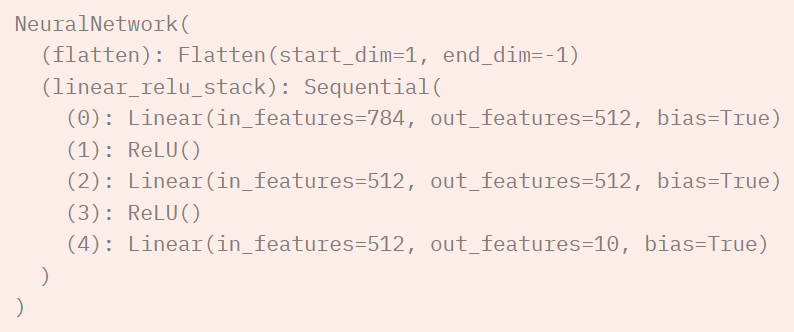 NeuralNetwork(
  (flatten): Flatten(start_dim=1, end_dim=-1)
  (linear_relu_stack): Sequential(
    (0): Linear(in_features=784, out_features=512, bias=True)
    (1): ReLU()
    (2): Linear(in_features=512, out_features=512, bias=True)
    (3): ReLU()
    (4): Linear(in_features=512, out_features=10, bias=True)
  )
)